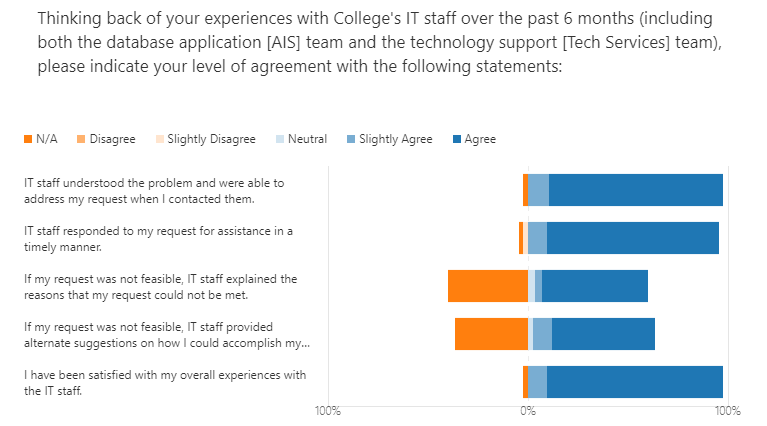 Thinking back of your experiences with College's IT staff over the past 6 months (including
both the database application [AIS] team and the technology support [Tech Services] team),
please indicate your level of agreement with the following statements:
N/A Disagree Slightly Disagree Neutral Slightly Agree Agree
IT staff understood the problem and were able to
address my request when I contacted them.
IT staff responded to my request for assistance in a
timely manner.
If my request was not feasible, IT staff explained the
reasons that my request could not be met.
If my request was not feasible, IT staff provided
alternate suggestions on how I could accomplish my...
I have been satisfied with my overall experiences with
the IT staff.
100% 0% 100%